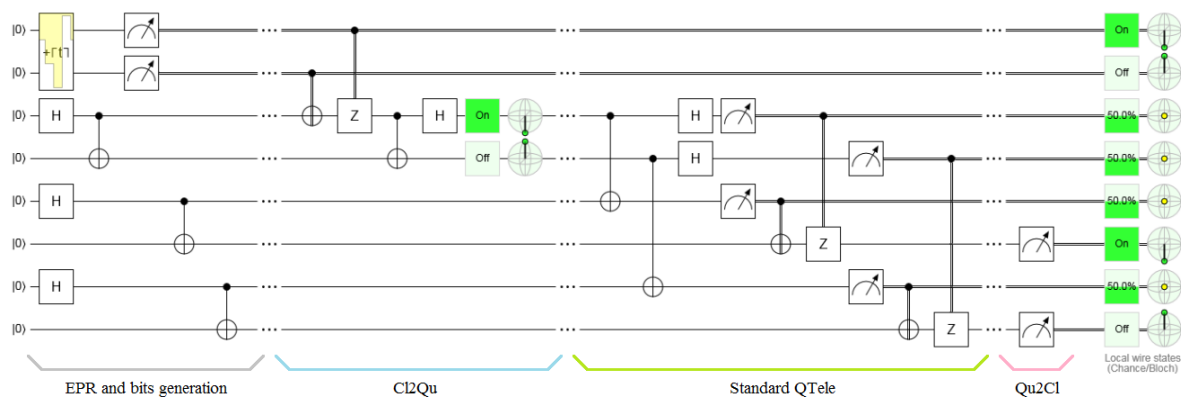 |0⟩ +⌈t⌉ ... ... ... On
|0⟩ ... ... ... Off
|0⟩ H ... Z H On ... H ... 50.0%
|0⟩ ... Off ... H ... 50.0%
|0⟩ H ... ... ... 50.0%
|0⟩ ... ... Z ... On
|0⟩ H ... ... ... 50.0%
|0⟩ ... ... Z ... Off
Local wire states
(Chance/Bloch)
EPR and bits generation Cl2Qu Standard QTele Qu2Cl